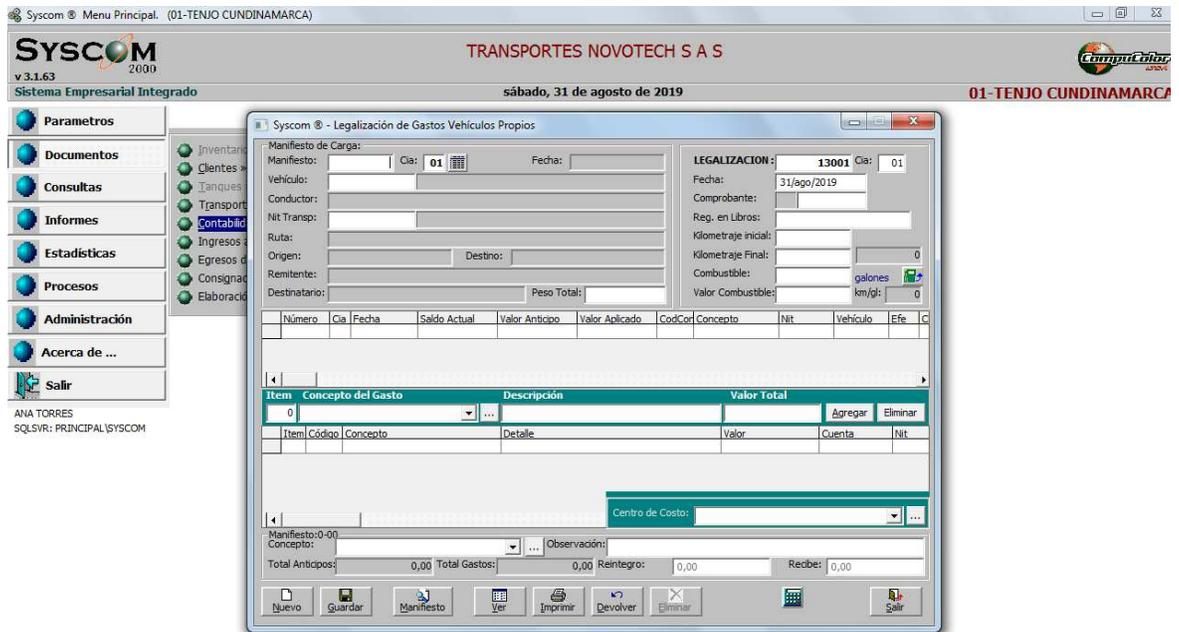 Syscom ® Menu Principal. (01-TENJO CUNDINAMARCA)
SYSCOM
2000
v 3.1.63
TRANSPORTES NOVOTECH S A S
CompuColor
Sistema Empresarial Integrado
sábado, 31 de agosto de 2019
01-TENJO CUNDINAMARCA
Parametros
Documentos
Consultas
Informes
Estadísticas
Procesos
Administración
Acerca de ...
Salir
ANA TORRES
SQLSVR: PRINCIPAL\SYSCOM
Inventario
Clientes »
Tanques
Transport
Contabilid
Ingresos
Egresos d
Consignac
Elaboració
Syscom ® - Legalización de Gastos Vehículos Propios
Manifiesto de Carga:
Manifiesto: Cia: 01 Fecha:
Vehículo:
Conductor:
Nit Transp:
Ruta:
Origen: Destino:
Remitente:
Destinatario: Peso Total:
LEGALIZACION: 13001 Cia: 01
Fecha: 31/ago/2019
Comprobante:
Reg. en Libros:
Kilometraje inicial:
Kilometraje Final: 0
Combustible: galones
Valor Combustible: km/gl: 0
Número Cia Fecha Saldo Actual Valor Anticipo Valor Aplicado CodCor Concepto Nit Vehículo Efe C
Item Concepto del Gasto Descripción Valor Total
0 ... Agregar Eliminar
Item Código Concepto Detalle Valor Cuenta Nit
Centro de Costo: ...
Manifiesto:0-00
Concepto: ... Observación:
Total Anticipos: 0,00 Total Gastos: 0,00 Reintegro: 0,00 Recibe: 0,00
Nuevo Guardar Manifiesto Ver Imprimir Devolver Eliminar Salir